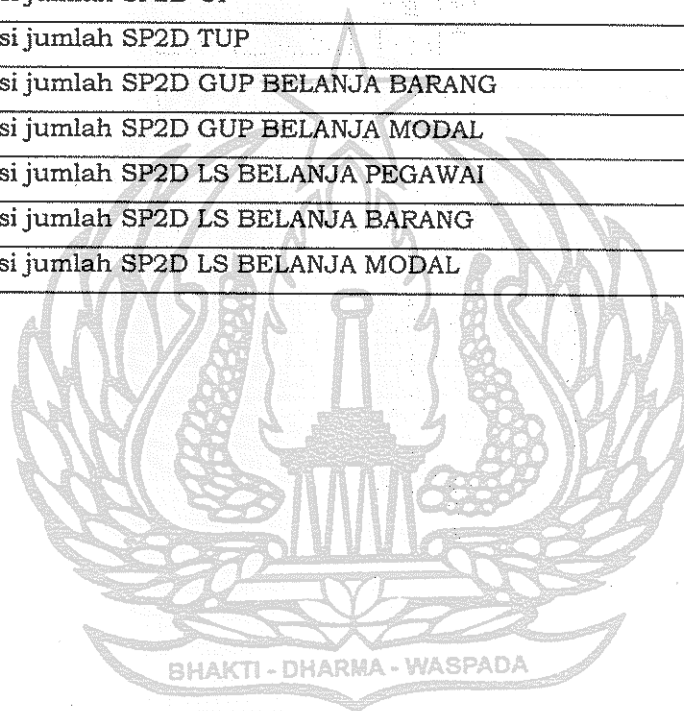 si jumlah SP2D TUP
si jumlah SP2D GUP BELANJA BARANG
si jumlah SP2D GUP BELANJA MODAL
si jumlah SP2D LS BELANJA PEGAWAI
si jumlah SP2D LS BELANJA BARANG
si jumlah SP2D LS BELANJA MODAL
BHAKTI - DHARMA - WASPADA